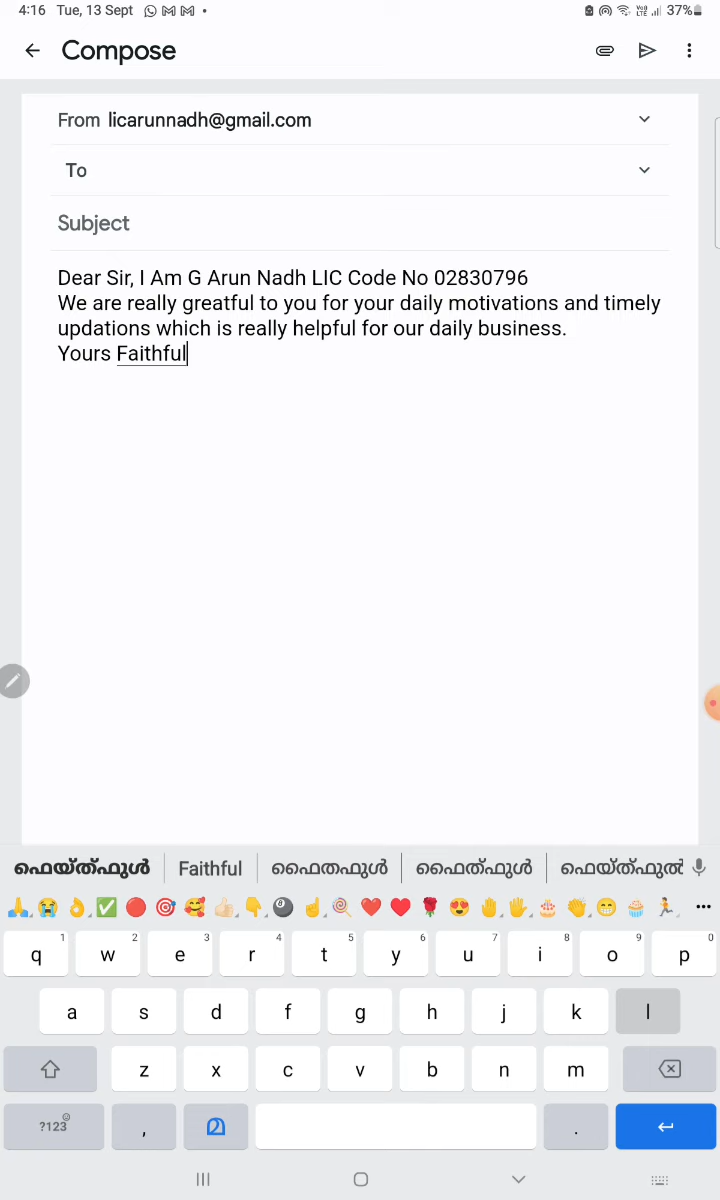 4:16 Tue, 13 Sept
Vo)) LTE 37%
Compose
From licarunnadh@gmail.com
To
Subject
Dear Sir, I Am G Arun Nadh LIC Code No 02830796
We are really greatful to you for your daily motivations and timely
updations which is really helpful for our daily business.
Yours Faithful
ഫെയ്ത്ഫുൾ Faithful ഫൈതഫുൾ ഫൈത്ഫുൾ ഫെയ്ത്ഫുൽ
1 2 3 4 5 6 7 8 9 0
q w e r t y u i o p
a s d f g h j k l
z x c v b n m
?123 , മ .